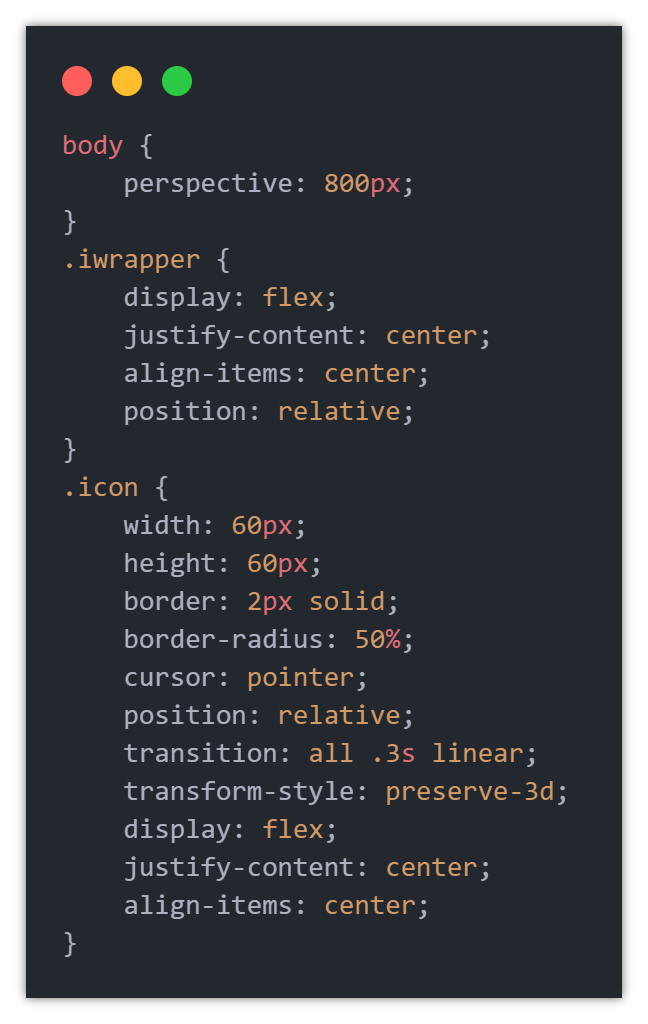 body {
    perspective: 800px;
}
.iwrapper {
    display: flex;
    justify-content: center;
    align-items: center;
    position: relative;
}
.icon {
    width: 60px;
    height: 60px;
    border: 2px solid;
    border-radius: 50%;
    cursor: pointer;
    position: relative;
    transition: all .3s linear;
    transform-style: preserve-3d;
    display: flex;
    justify-content: center;
    align-items: center;
}